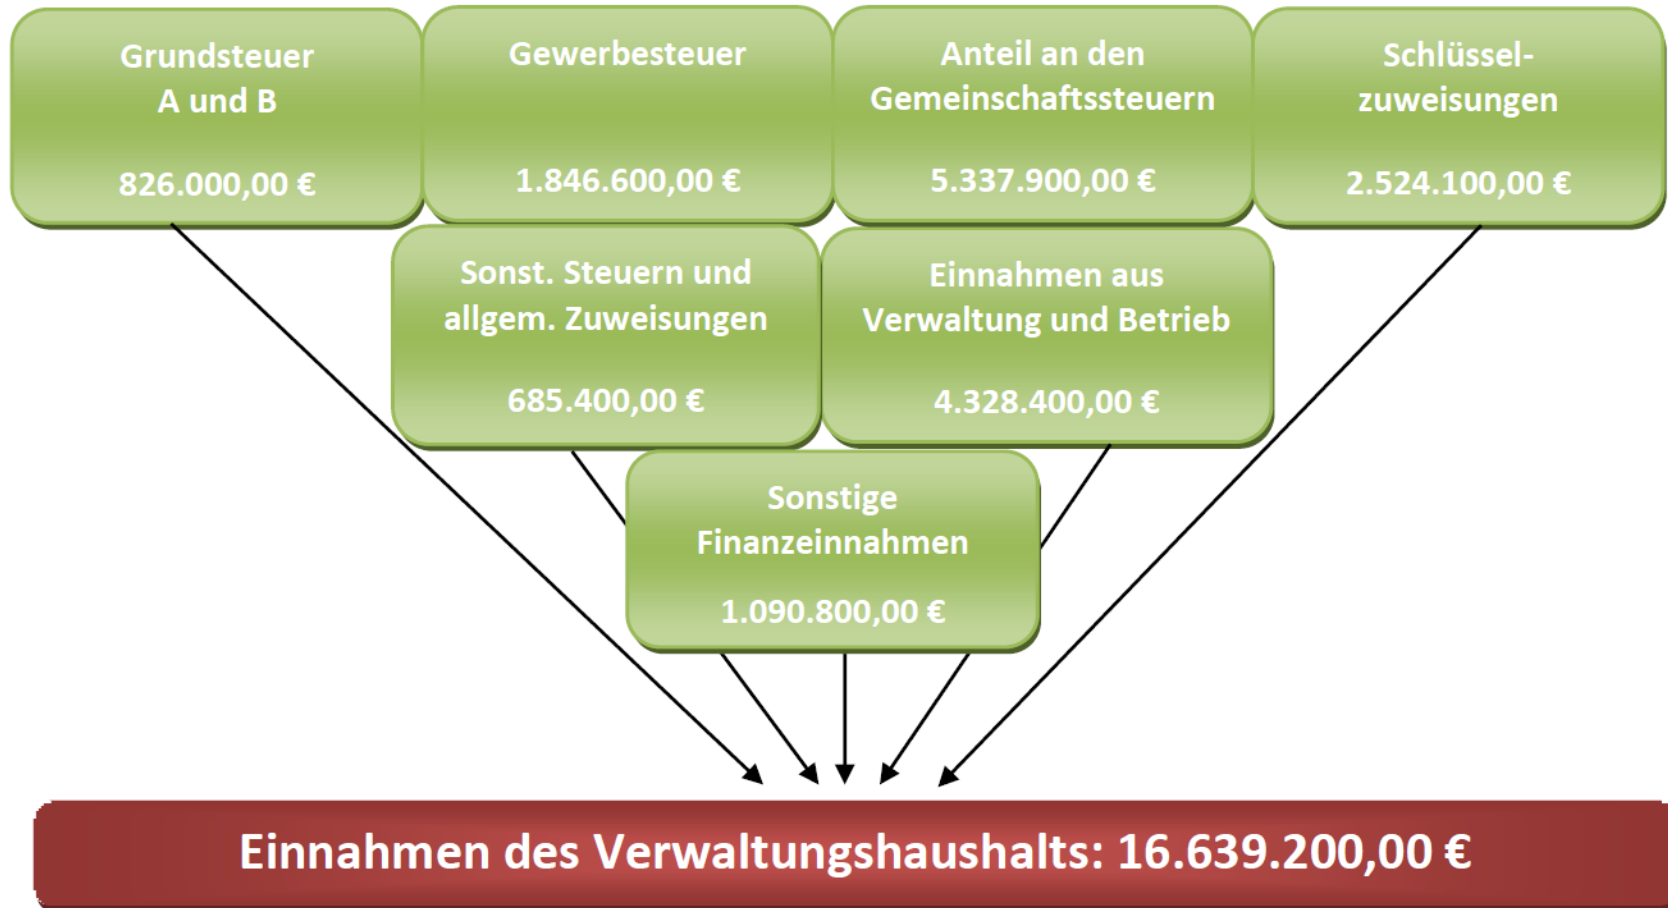 Grundsteuer
A und B
826.000,00 €
Gewerbesteuer
1.846.600,00 €
Anteil an den
Gemeinschaftssteuern
5.337.900,00 €
Schlüssel-
zuweisungen
2.524.100,00 €
Sonst. Steuern und
allgem. Zuweisungen
685.400,00 €
Einnahmen aus
Verwaltung und Betrieb
4.328.400,00 €
Sonstige
Finanzeinnahmen
1.090.800,00 €
Einnahmen des Verwaltungshaushalts: 16.639.200,00 €